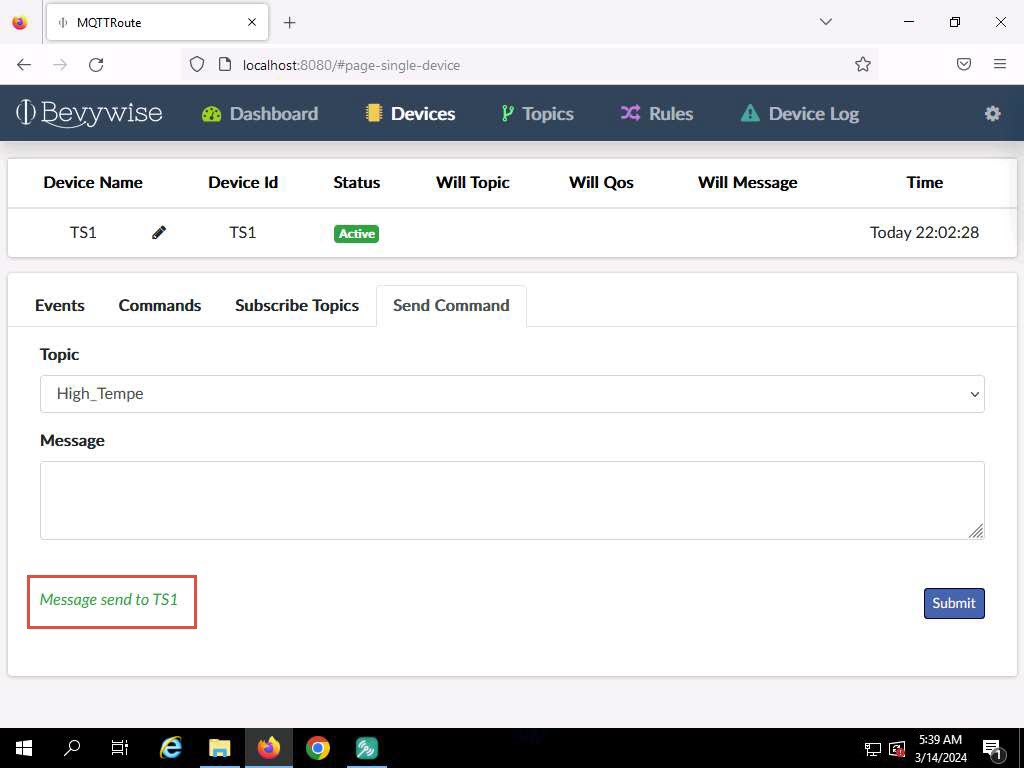 MQTTRoute
localhost:8080/#page-single-device
Bevywise Dashboard Devices Topics Rules Device Log
Device Name Device Id Status Will Topic Will Qos Will Message Time
TS1 TS1 Active Today 22:02:28
Events Commands Subscribe Topics Send Command
Topic
High_Tempe
Message
Message send to TS1
Submit
5:39 AM
3/14/2024
1